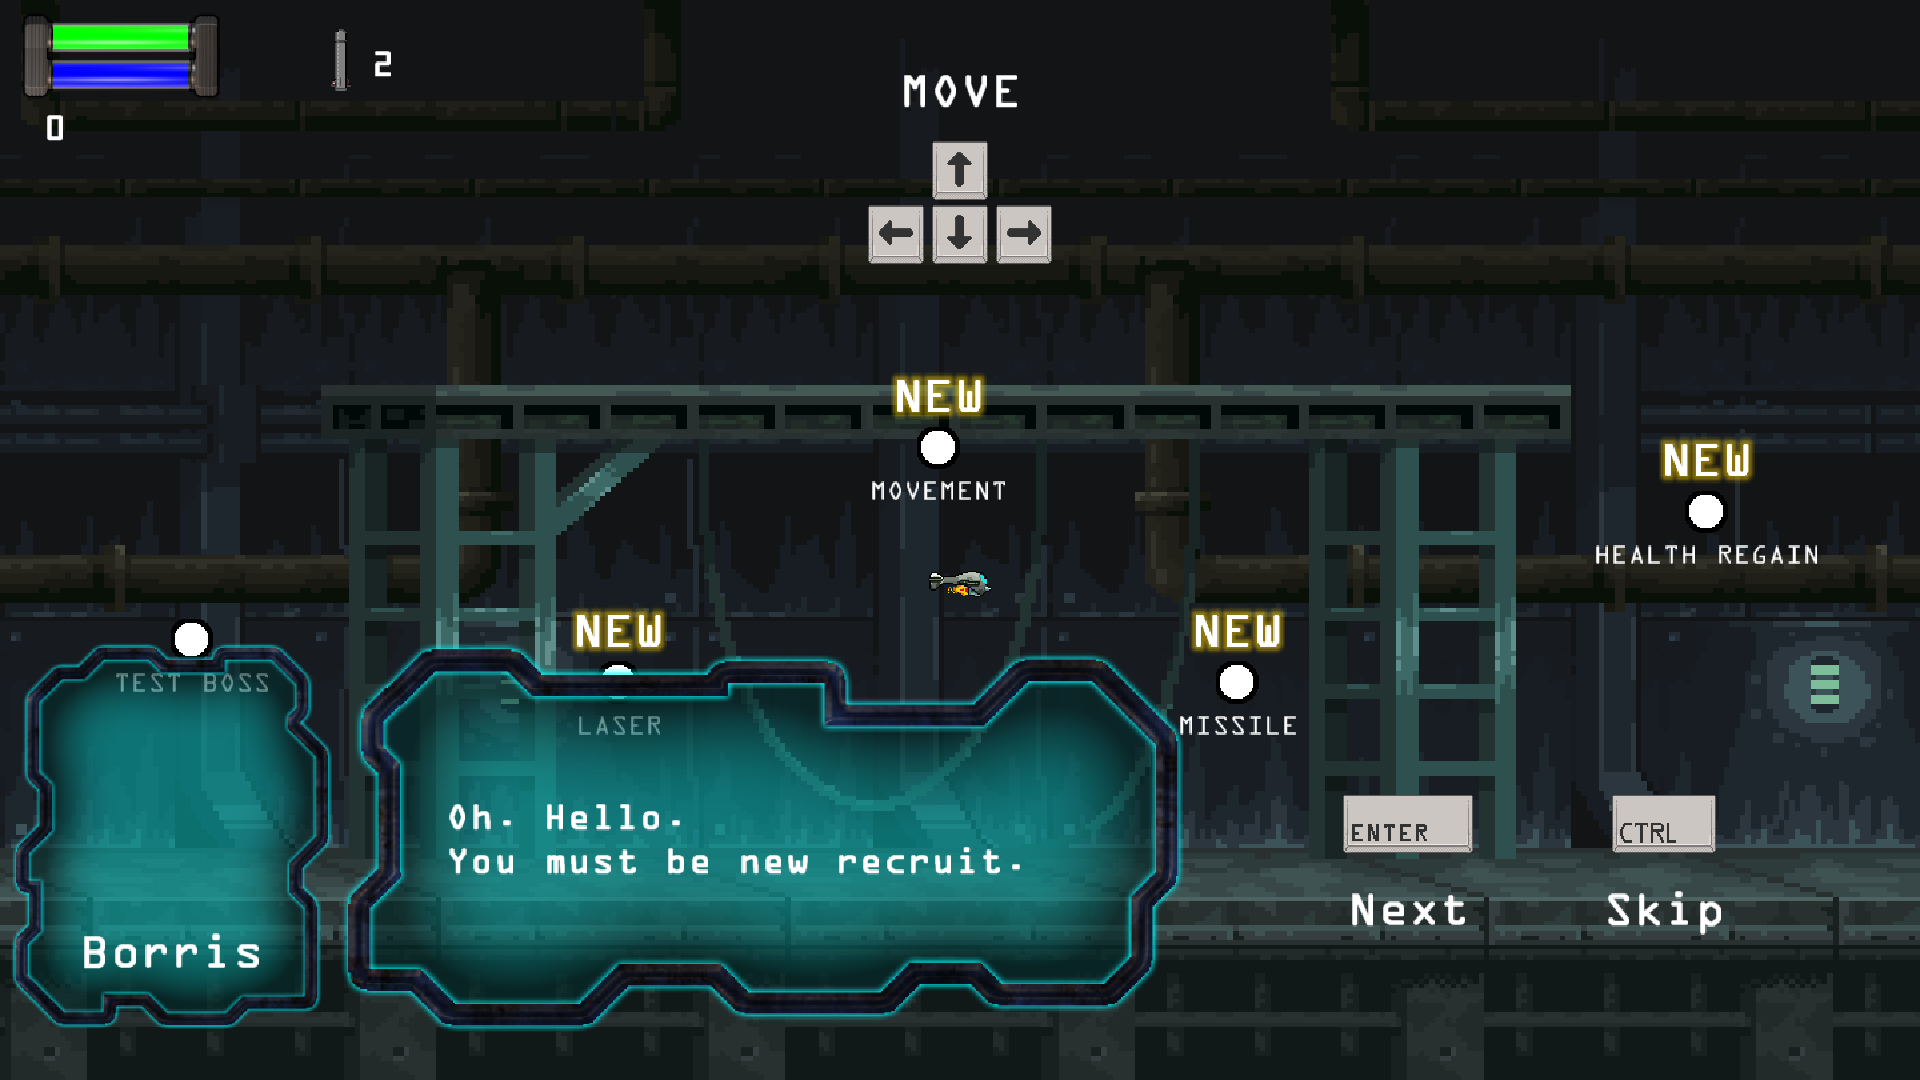 2
0
MOVE
NEW
MOVEMENT
NEW
HEALTH REGAIN
NEW
LASER
NEW
MISSILE
TEST BOSS
Oh. Hello.
You must be new recruit.
Borris
ENTER
Next
CTRL
Skip